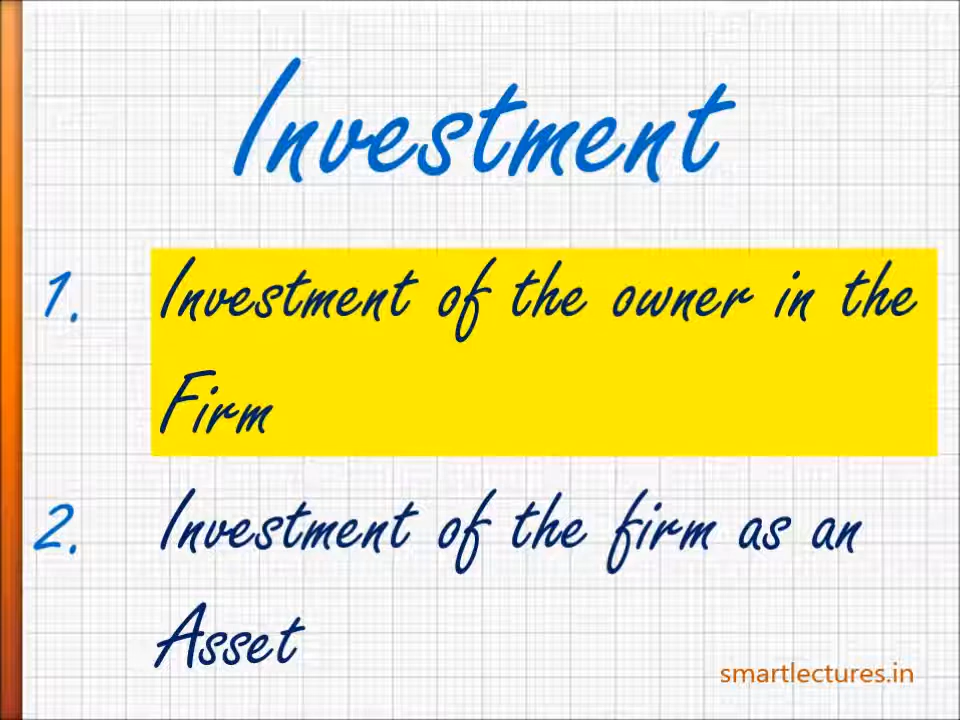 Investment
1. Investment of the owner in the
Firm
2. Investment of the firm as an
Asset
smartlectures.in